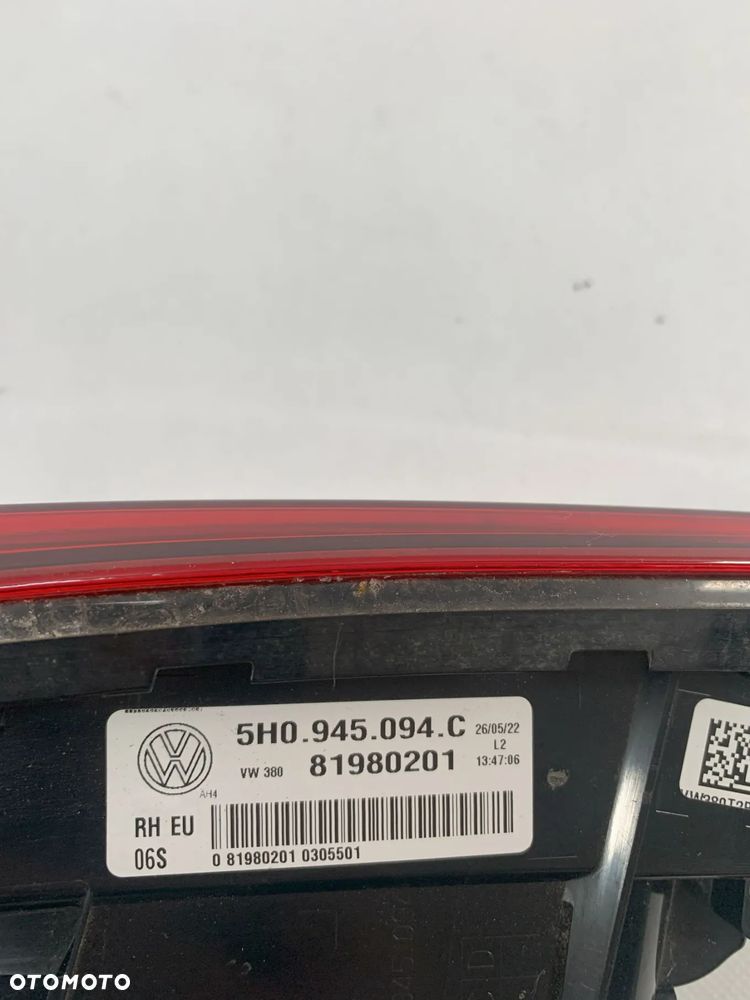 5H0.945.094.C
26/05/22
L2
VW 380
81980201
13:47:06
AH4
RH EU
06S
0 81980201 0305501
OTOMOTO